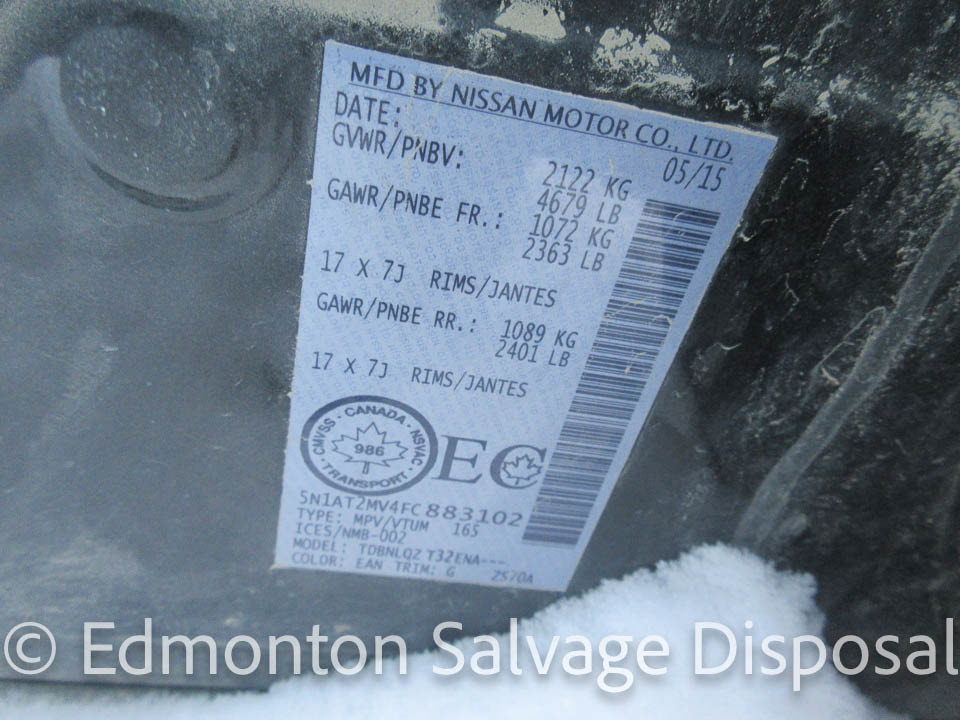 MFD BY NISSAN MOTOR CO., LTD.
DATE: 05/15
GVWR/PNBV: 2122 KG
4679 LB
GAWR/PNBE FR.: 1072 KG
2363 LB
17 X 7J RIMS/JANTES
GAWR/PNBE RR.: 1089 KG
2401 LB
17 X 7J RIMS/JANTES
CMVSS · CANADA · NSVAC
986
TRANSPORT
EC
5N1AT2MV4FC883102
TYPE: MPV/VTUM 165
ICES/NMB-002
MODEL: TDBNLQZ T32ENA---
COLOR: EAN TRIM: G ZS70A
© Edmonton Salvage Disposal